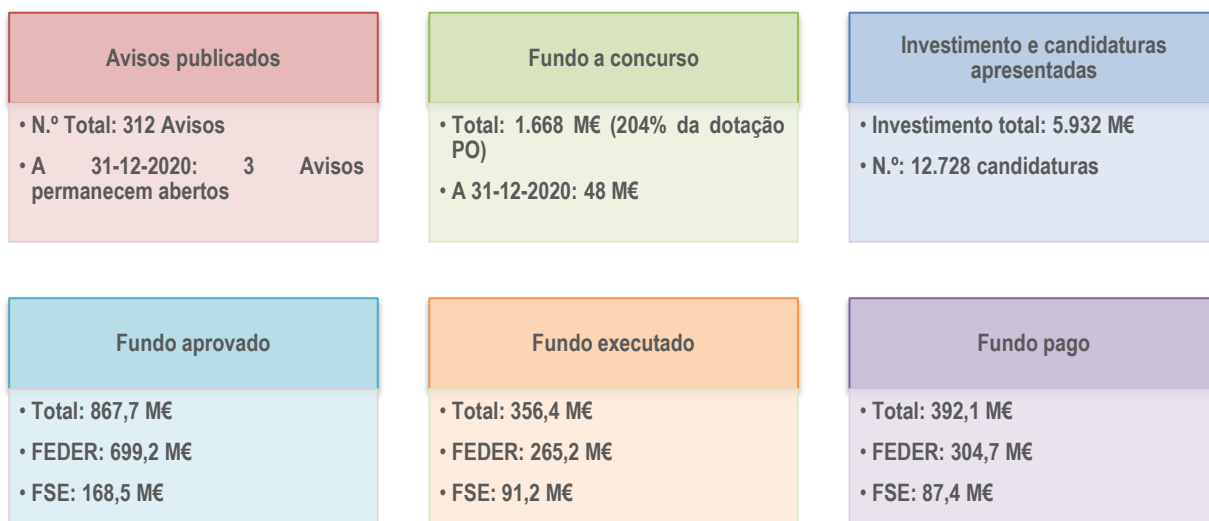 Avisos publicados
• N.º Total: 312 Avisos
• A 31-12-2020: 3 Avisos
permanecem abertos
Fundo a concurso
• Total: 1.668 M€ (204% da dotação
PO)
• A 31-12-2020: 48 M€
Investimento e candidaturas
apresentadas
• Investimento total: 5.932 M€
• N.º: 12.728 candidaturas
Fundo aprovado
• Total: 867,7 M€
• FEDER: 699,2 M€
• FSE: 168,5 M€
Fundo executado
• Total: 356,4 M€
• FEDER: 265,2 M€
• FSE: 91,2 M€
Fundo pago
• Total: 392,1 M€
• FEDER: 304,7 M€
• FSE: 87,4 M€